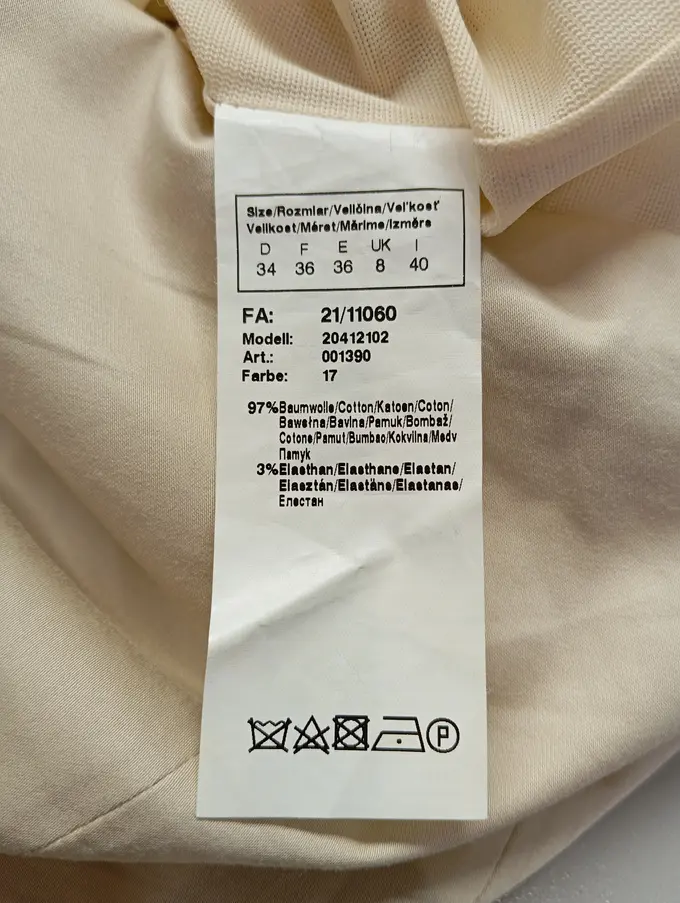 Size/Rozmiar/Veličina/Veľkosť
Velikost/Méret/Mărime/Izmērs
D F E UK I
34 36 36 8 40
FA: 21/11060
Modell: 20412102
Art.: 001390
Farbe: 17
97%Baumwolle/Cotton/Katoen/Coton/
Bawełna/Bavlna/Pamuk/Bombaž/
Cotone/Pamut/Bumbac/Kokvilna/Medv
Памук
3%Elasthan/Elasthane/Elastan/
Elasztán/Elastāne/Elastanas/
Еластан
P